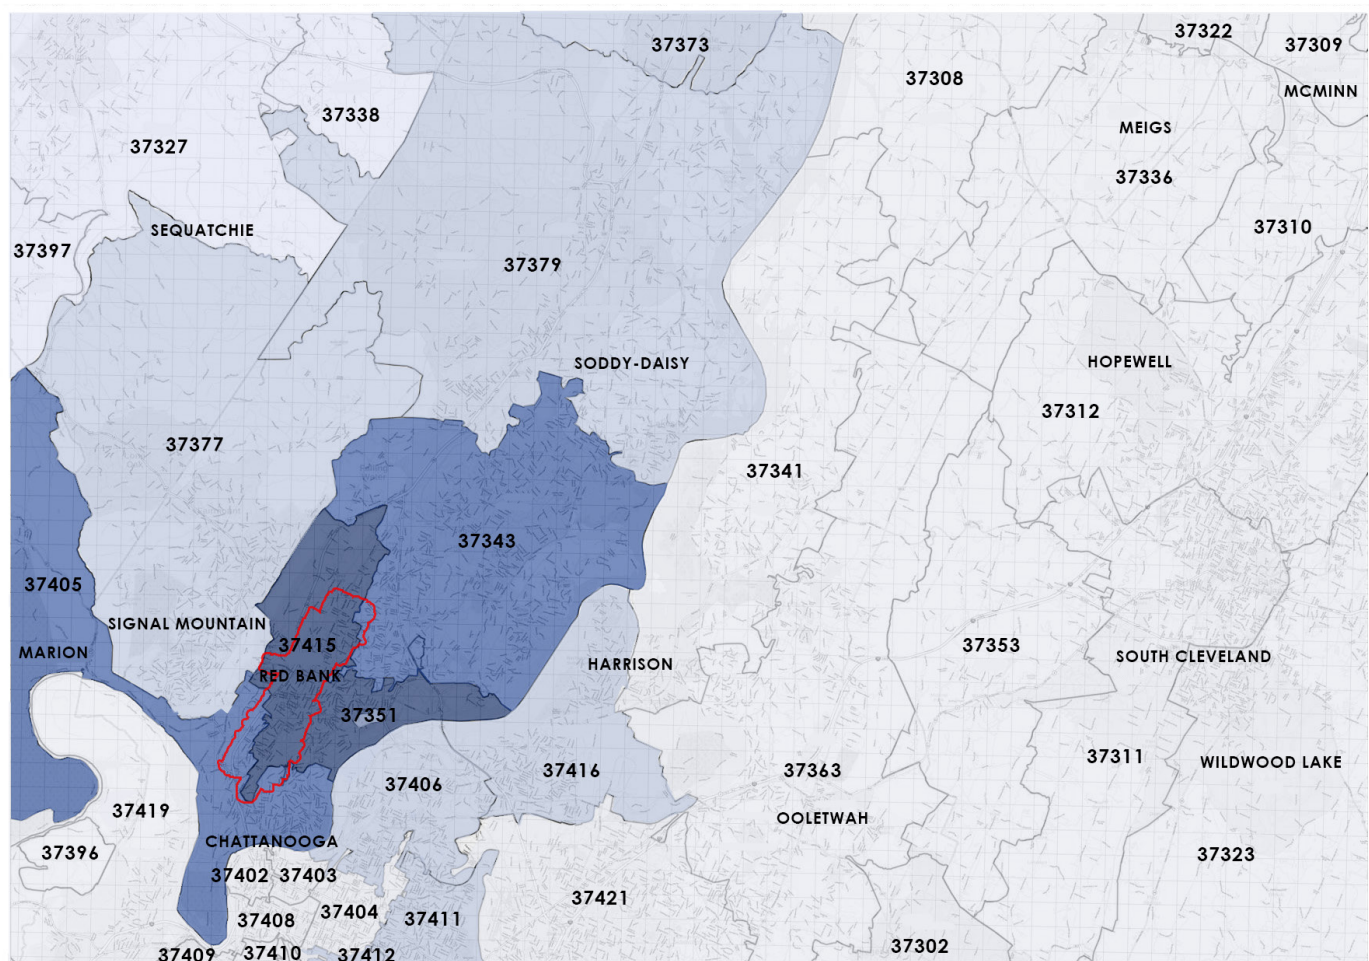 37322
37309
37373
37308
MCMINN
37338
MEIGS
37327
37336
SEQUATCHIE
37310
37397
37379
SODDY-DAISY
HOPEWELL
37312
37377
37341
37343
37405
SIGNAL MOUNTAIN
37415
37353
MARION
HARRISON
SOUTH CLEVELAND
RED BANK
37351
37311
WILDWOOD LAKE
37416
37363
37406
37419
OOLETWAH
CHATTANOOGA
37396
37323
37402
37403
37421
37404
37408
37411
37302
37409
37410
37412